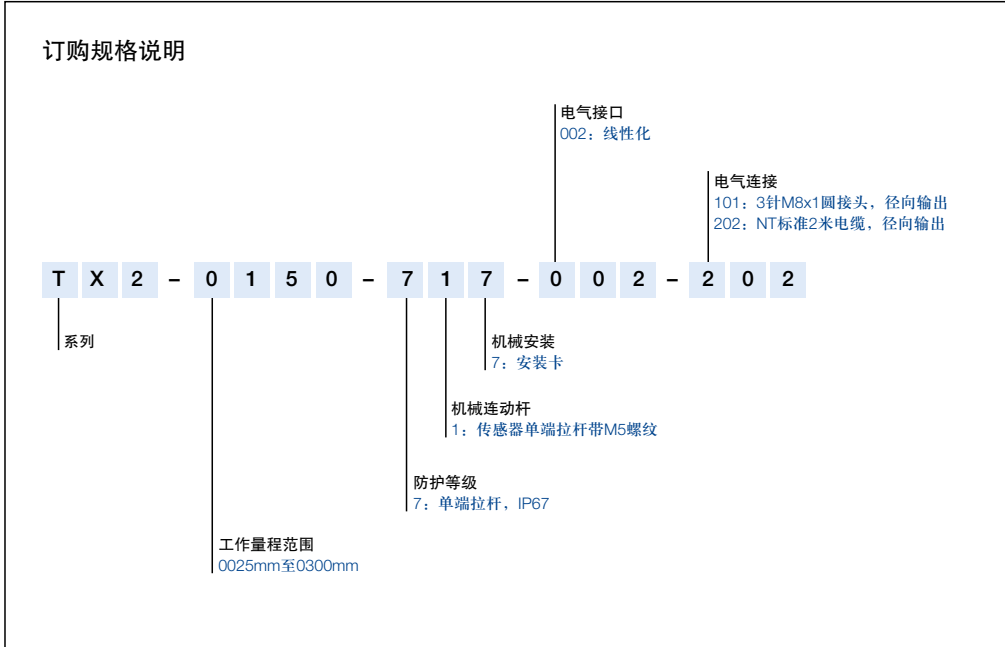 订购规格说明
电气接口
002：线性化
电气连接
101：3针M8x1圆接头，径向输出
202：NT标准2米电缆，径向输出
T X 2 – 0 1 5 0 – 7 1 7 – 0 0 2 – 2 0 2
系列
机械安装
7：安装卡
机械连动杆
1：传感器单端拉杆带M5螺纹
防护等级
7：单端拉杆，IP67
工作量程范围
0025mm至0300mm